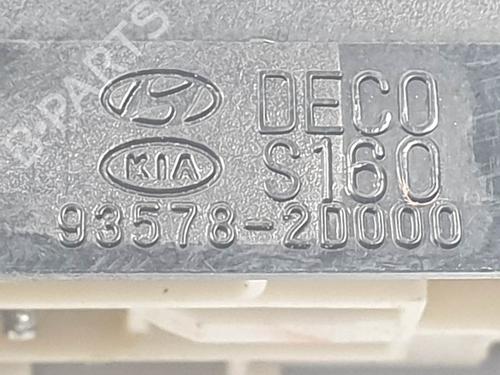 B-PARTS
DECO
KIA S160
93578-2D000